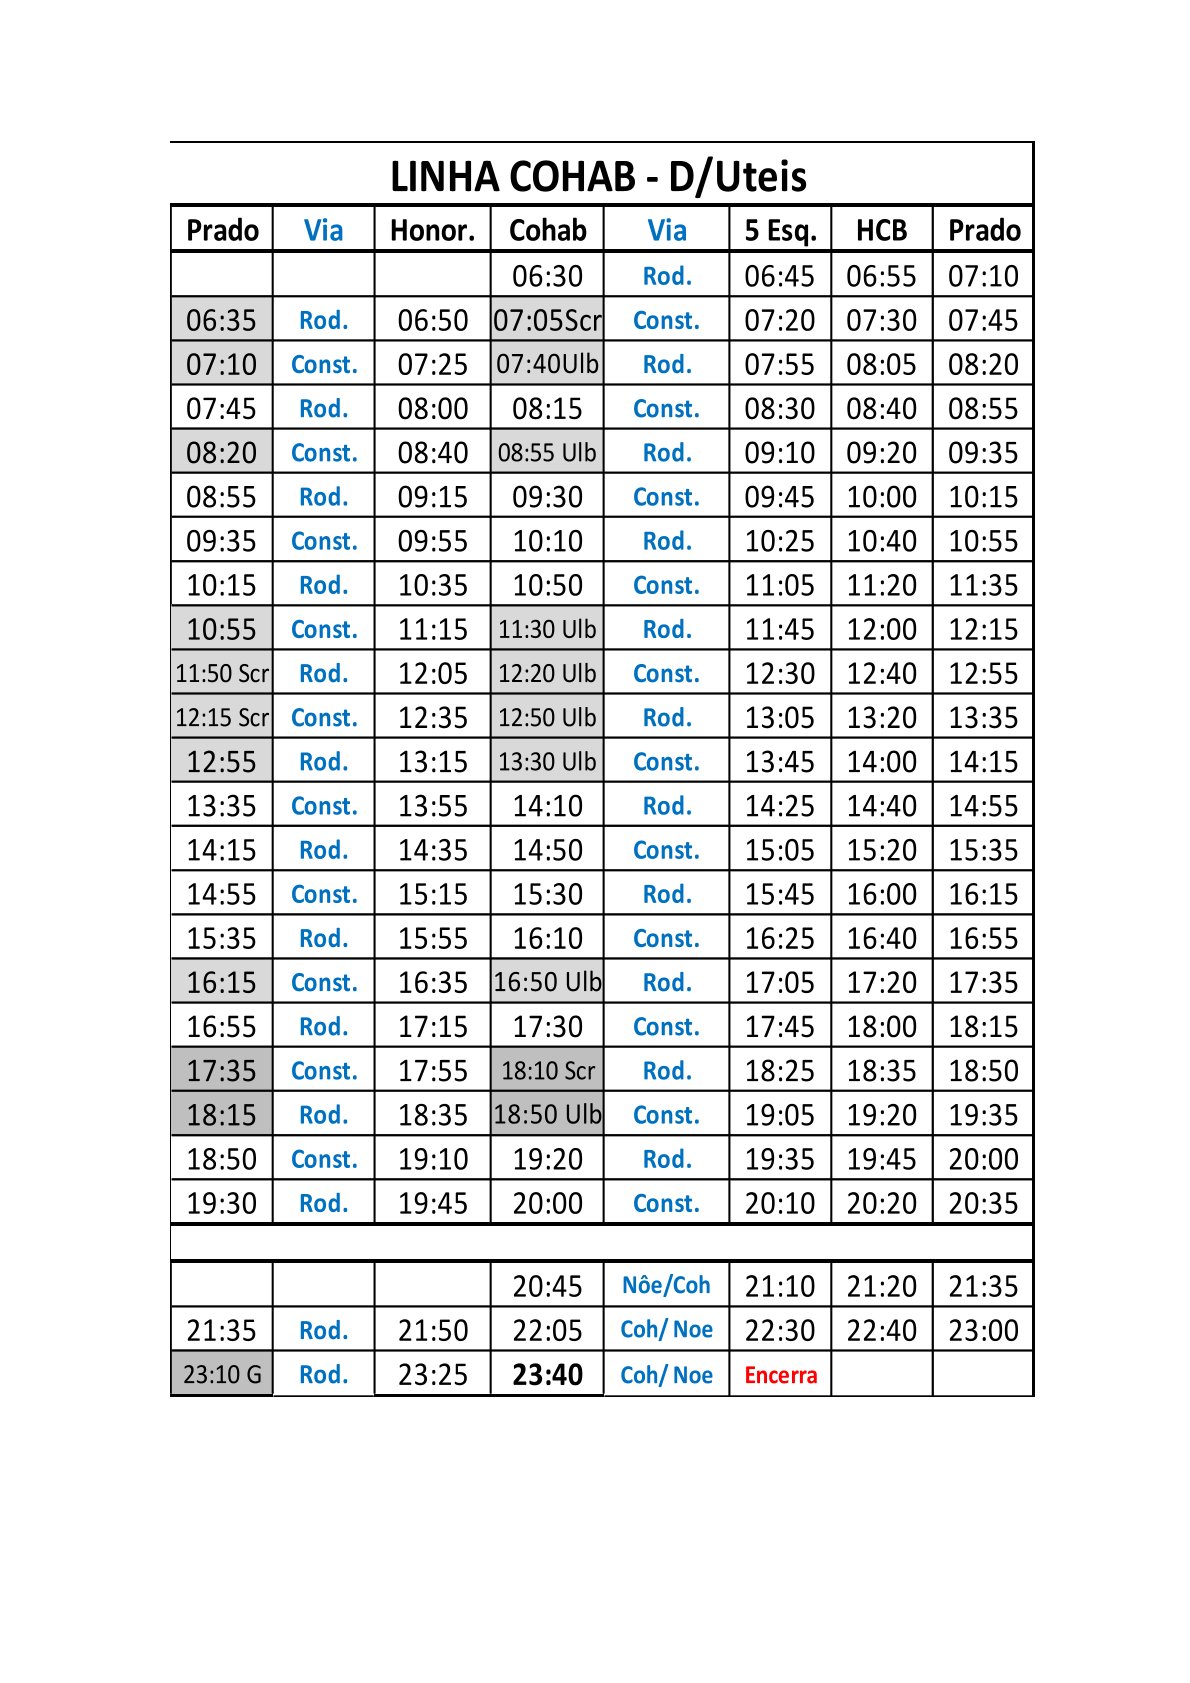 LINHA COHAB - D/Uteis
Prado Via Honor. Cohab Via 5 Esq. HCB Prado
06:30 Rod. 06:45 06:55 07:10
06:35 Rod. 06:50 07:05Scr Const. 07:20 07:30 07:45
07:10 Const. 07:25 07:40Ulb Rod. 07:55 08:05 08:20
07:45 Rod. 08:00 08:15 Const. 08:30 08:40 08:55
08:20 Const. 08:40 08:55 Ulb Rod. 09:10 09:20 09:35
08:55 Rod. 09:15 09:30 Const. 09:45 10:00 10:15
09:35 Const. 09:55 10:10 Rod. 10:25 10:40 10:55
10:15 Rod. 10:35 10:50 Const. 11:05 11:20 11:35
10:55 Const. 11:15 11:30 Ulb Rod. 11:45 12:00 12:15
11:50 Scr Rod. 12:05 12:20 Ulb Const. 12:30 12:40 12:55
12:15 Scr Const. 12:35 12:50 Ulb Rod. 13:05 13:20 13:35
12:55 Rod. 13:15 13:30 Ulb Const. 13:45 14:00 14:15
13:35 Const. 13:55 14:10 Rod. 14:25 14:40 14:55
14:15 Rod. 14:35 14:50 Const. 15:05 15:20 15:35
14:55 Const. 15:15 15:30 Rod. 15:45 16:00 16:15
15:35 Rod. 15:55 16:10 Const. 16:25 16:40 16:55
16:15 Const. 16:35 16:50 Ulb Rod. 17:05 17:20 17:35
16:55 Rod. 17:15 17:30 Const. 17:45 18:00 18:15
17:35 Const. 17:55 18:10 Scr Rod. 18:25 18:35 18:50
18:15 Rod. 18:35 18:50 Ulb Const. 19:05 19:20 19:35
18:50 Const. 19:10 19:20 Rod. 19:35 19:45 20:00
19:30 Rod. 19:45 20:00 Const. 20:10 20:20 20:35
20:45 Nôe/Coh 21:10 21:20 21:35
21:35 Rod. 21:50 22:05 Coh/ Noe 22:30 22:40 23:00
23:10 G Rod. 23:25 23:40 Coh/ Noe Encerra